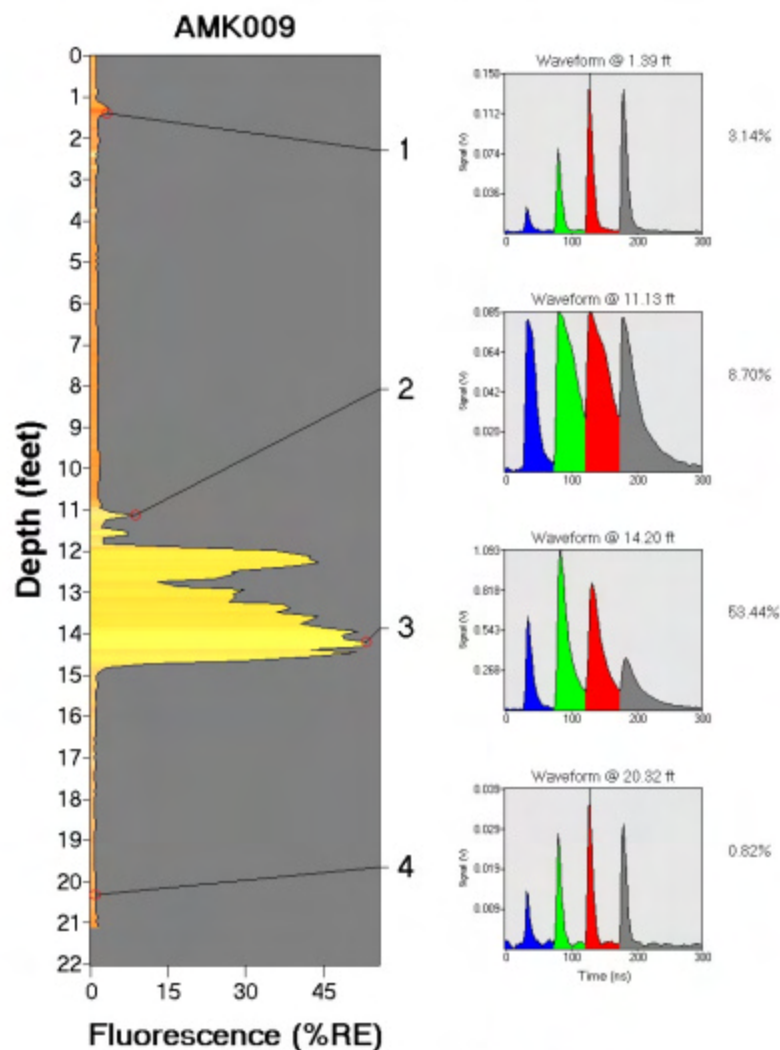 AMK009
0
1
2
3
4
5
6
7
8
9
10
11
12
13
14
15
16
17
18
19
20
21
22
Depth (feet)
0 15 30 45
Fluorescence (%RE)
1
2
3
4
Waveform @ 1.39 ft
0.150
0.112
0.074
0.036
Signal (V)
0 100 200 300
3.14%
Waveform @ 11.13 ft
0.085
0.064
0.042
0.020
Signal (V)
0 100 200 300
8.70%
Waveform @ 14.20 ft
1.093
0.818
0.543
0.268
Signal (V)
0 100 200 300
53.44%
Waveform @ 20.32 ft
0.039
0.029
0.019
0.009
Signal (V)
0 100 200 300
Time (ns)
0.82%